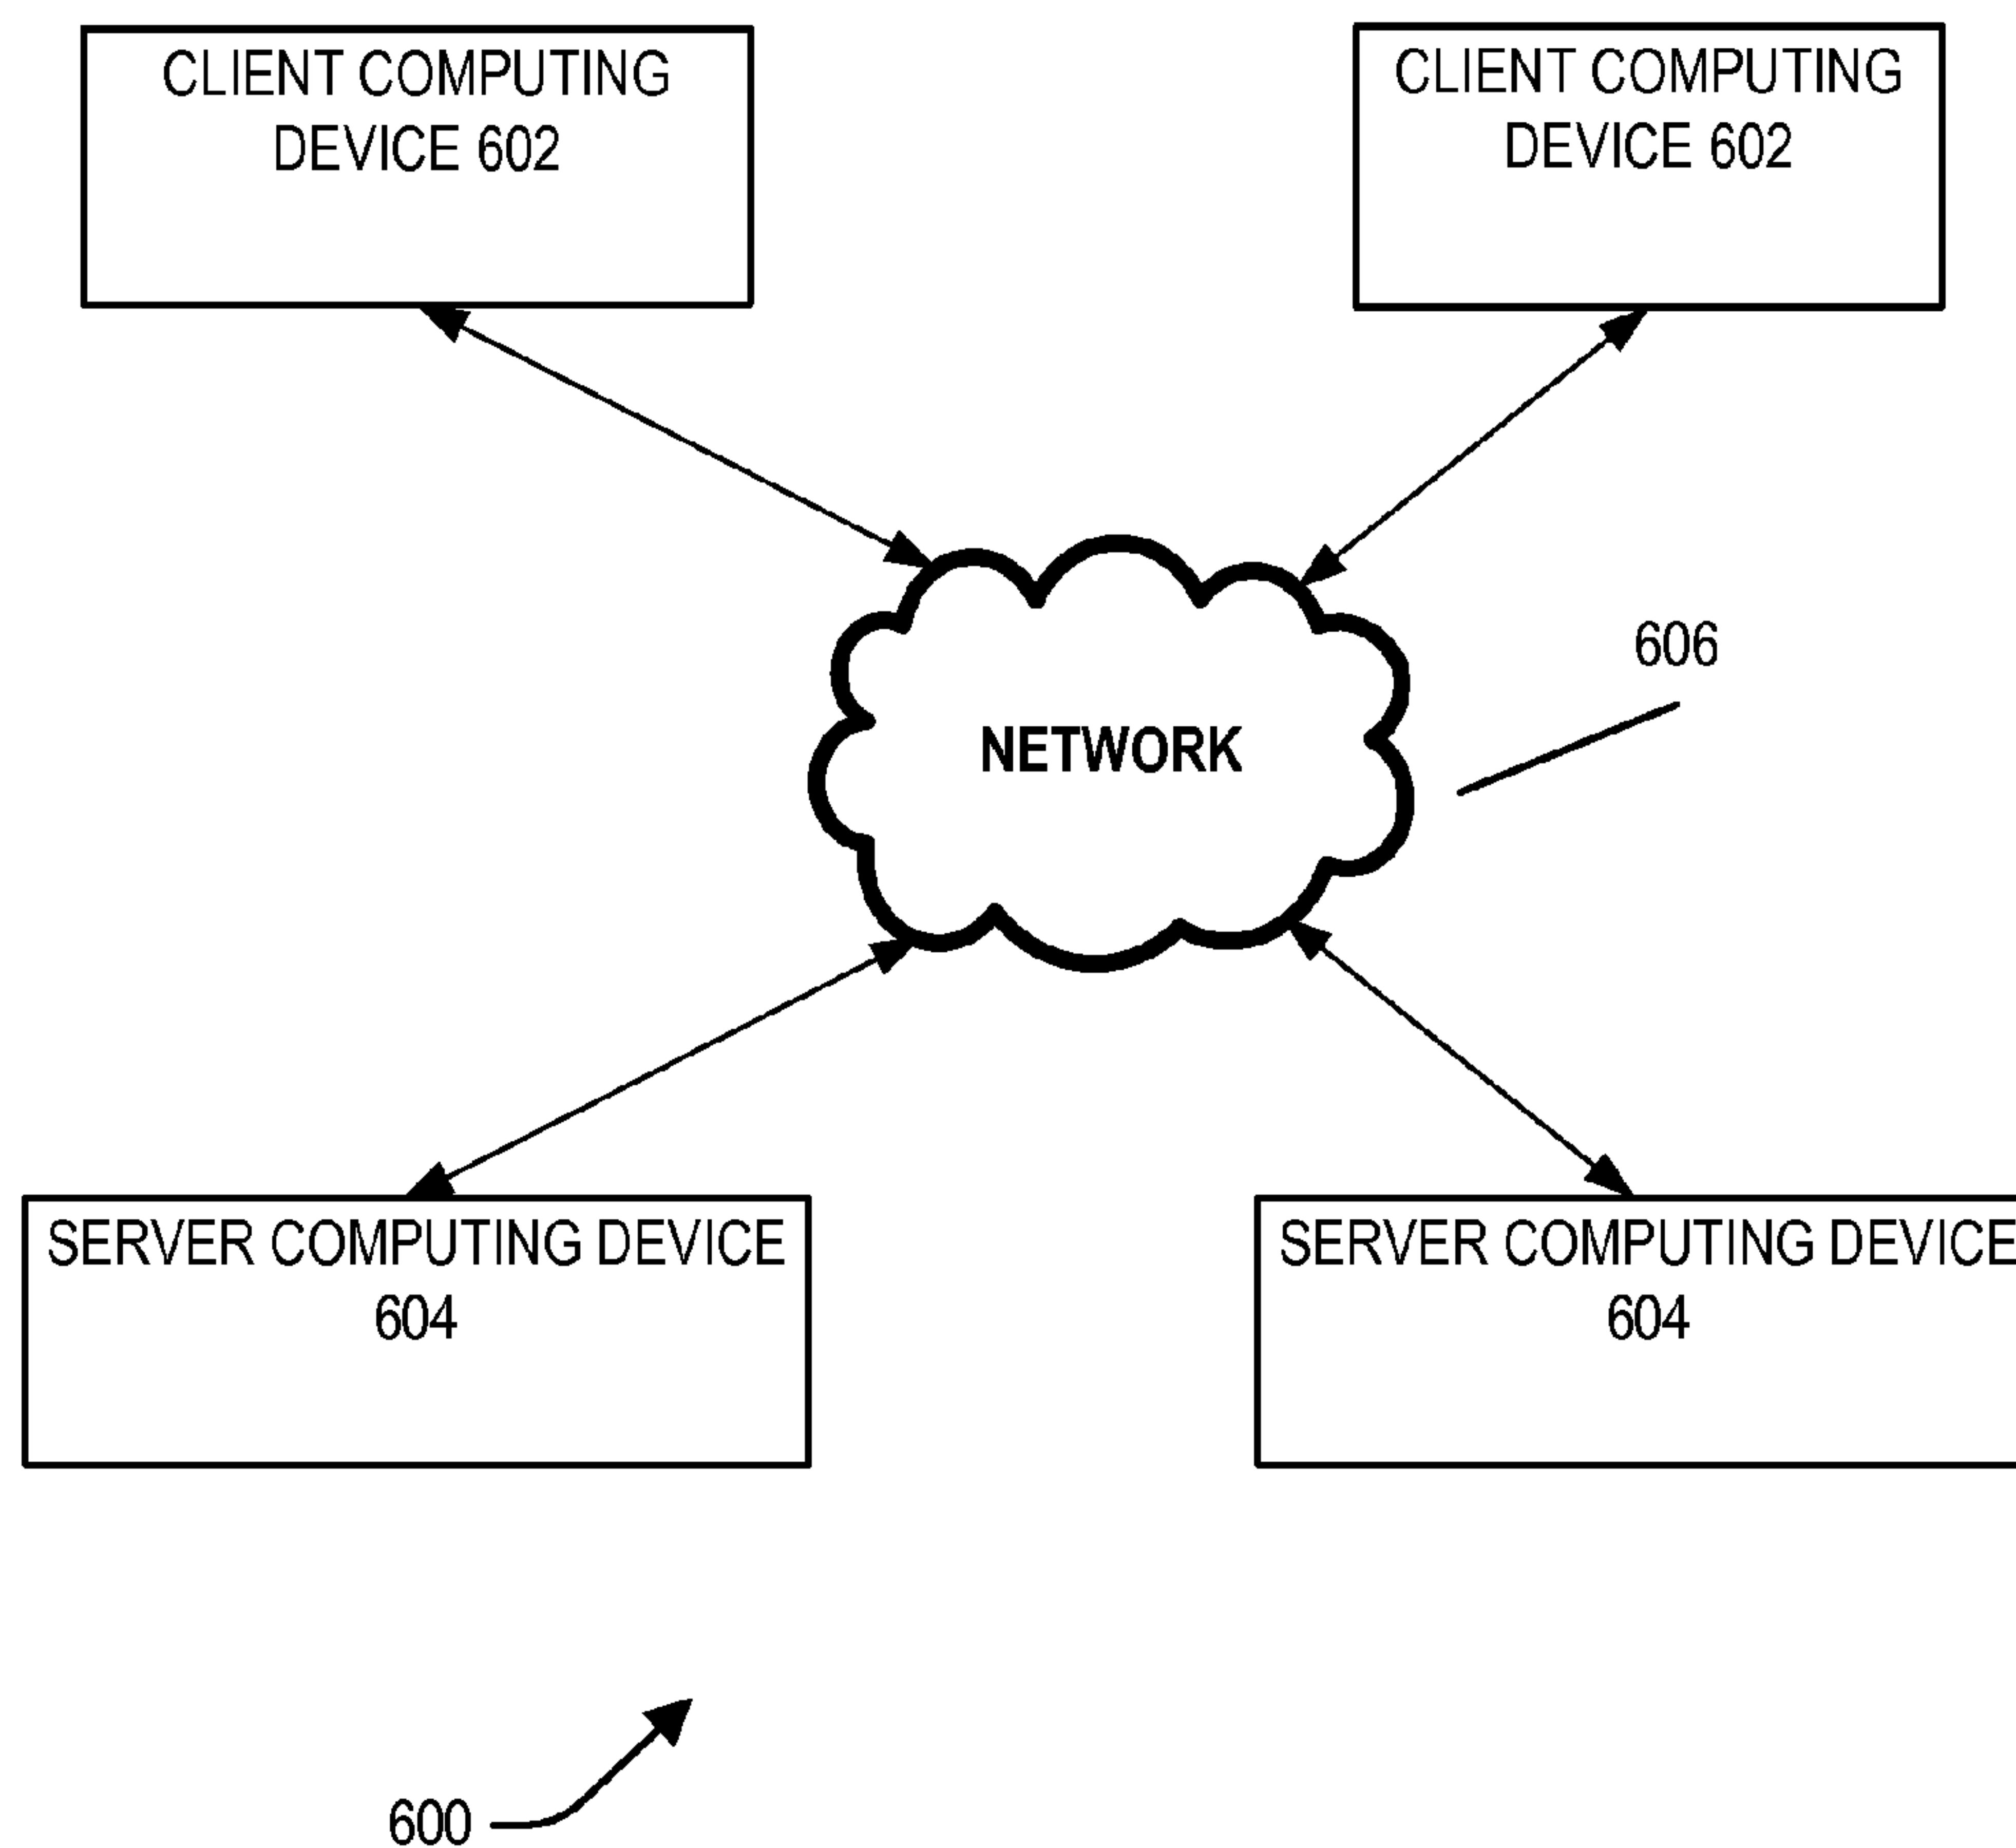 CLIENT COMPUTING
DEVICE 602
CLIENT COMPUTING
DEVICE 602
606
NETWORK
SERVER COMPUTING DEVICE
604
SERVER COMPUTING DEVICE
604
600